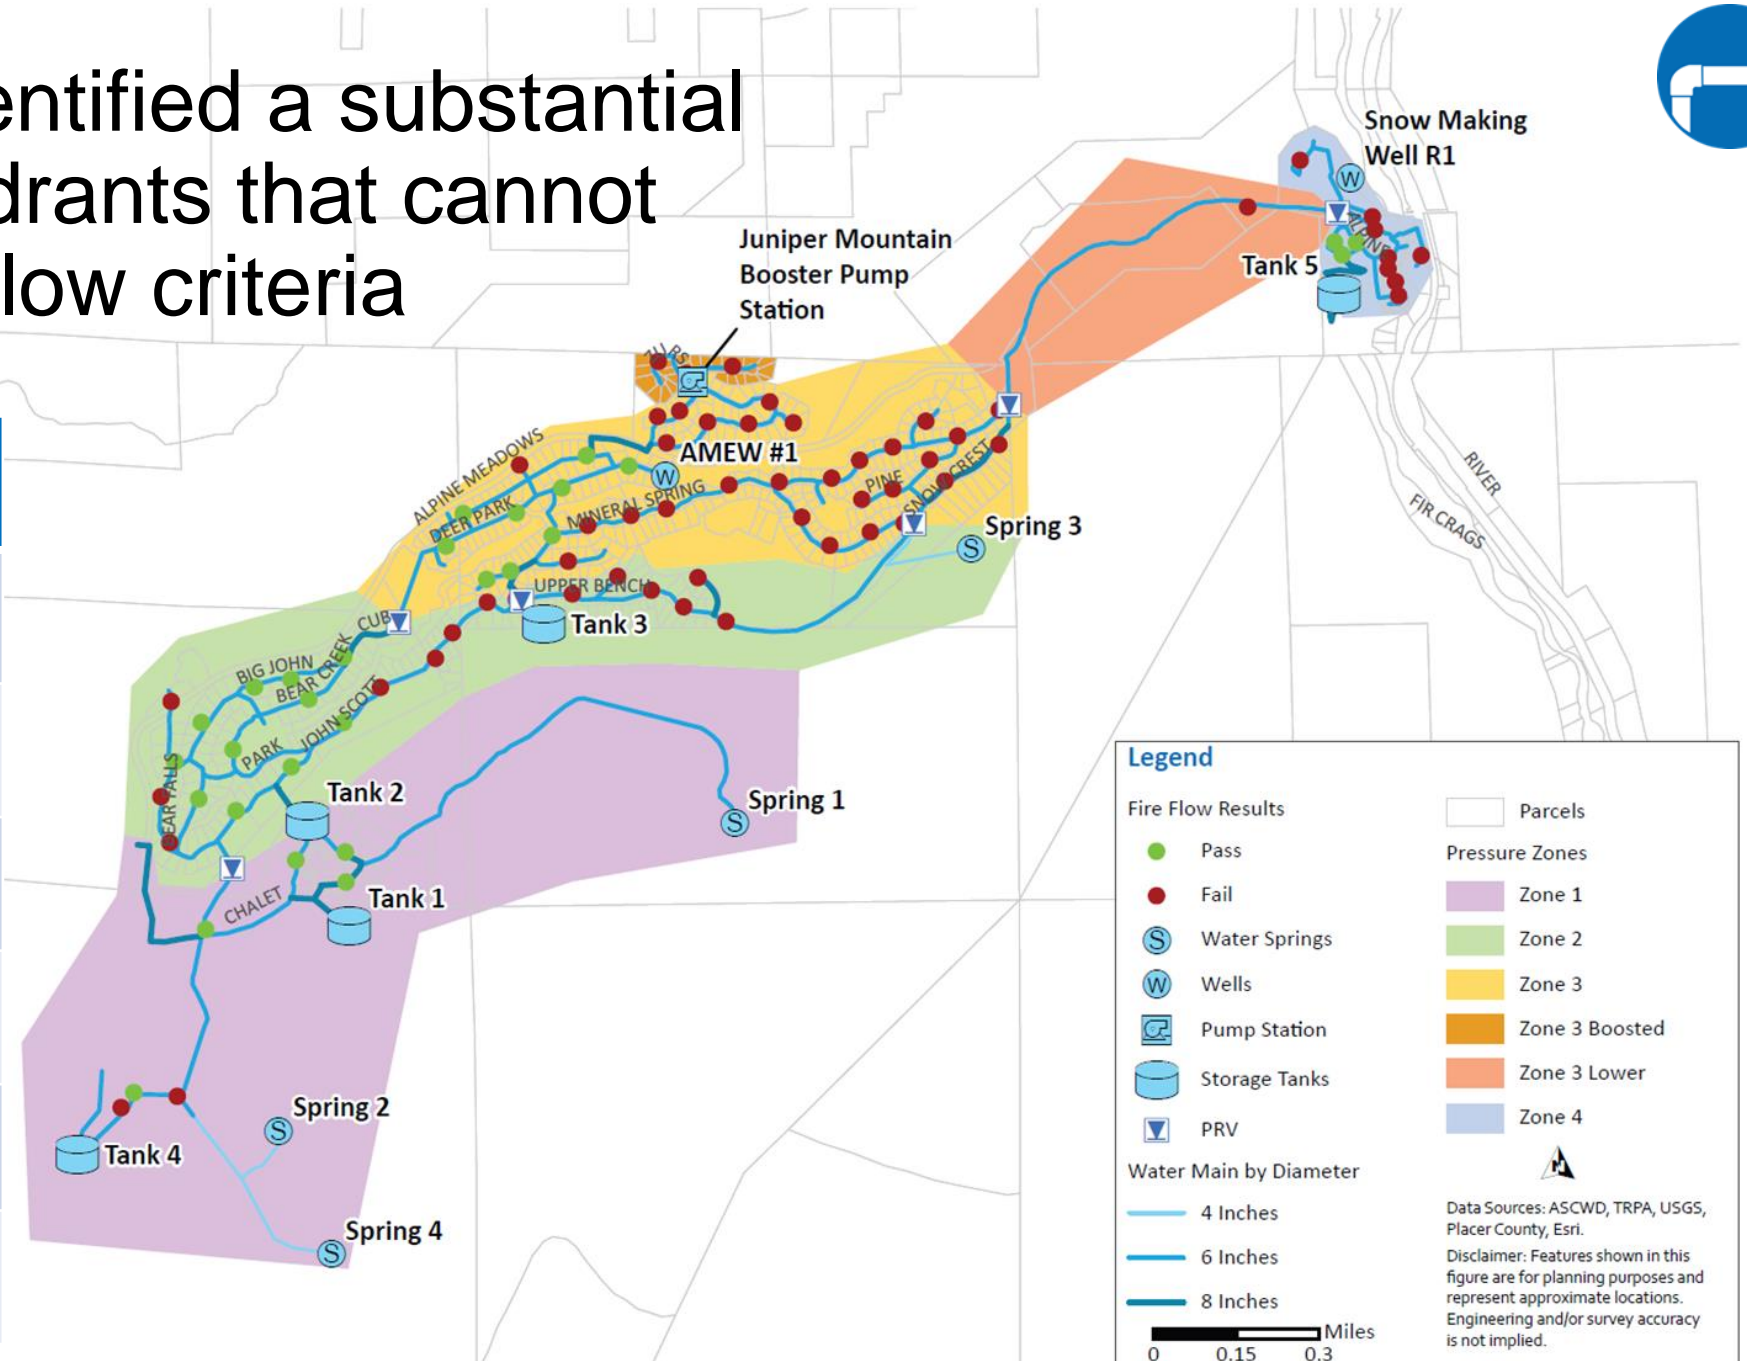 entified a substantial
drants that cannot
low criteria
Snow Making
Well R1
Juniper Mountain
Booster Pump
Station
ALPINE
Tank 5
ZURS
AMEW #1
ALPINE MEADOWS
DEER PARK
MINERAL SPRING
PINE
SNOW CREST
RIVER
FIR CRAGS
Spring 3
UPPER BENCH
Tank 3
CUB
BIG JOHN
BEAR CREEK
JOHN SCOTT
PARK
BEAR FALLS
Tank 2
Spring 1
CHALET
Tank 1
Spring 2
Tank 4
Spring 4
Legend
Fire Flow Results
Pass
Fail
Water Springs
Wells
Pump Station
Storage Tanks
PRV
Water Main by Diameter
4 Inches
6 Inches
8 Inches
Miles
0 0.15 0.3
Parcels
Pressure Zones
Zone 1
Zone 2
Zone 3
Zone 3 Boosted
Zone 3 Lower
Zone 4
N
Data Sources: ASCWD, TRPA, USGS,
Placer County, Esri.
Disclaimer: Features shown in this
figure are for planning purposes and
represent approximate locations.
Engineering and/or survey accuracy
is not implied.